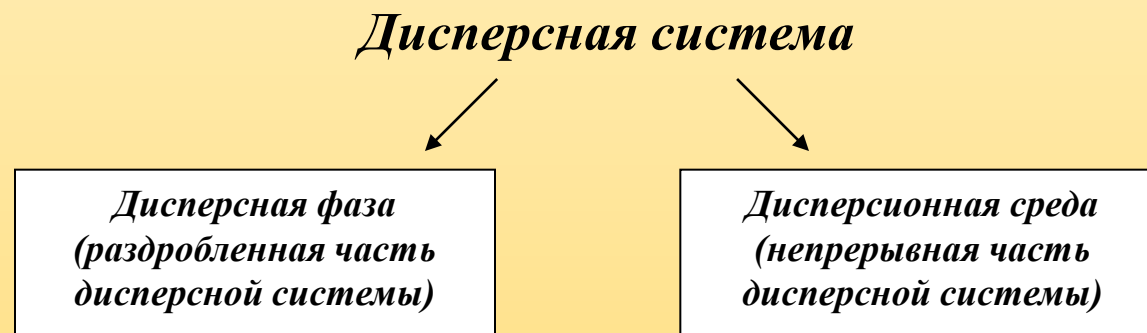 Дисперсная система
Дисперсная фаза
(раздробленная часть
дисперсной системы)
Дисперсионная среда
(непрерывная часть
дисперсной системы)